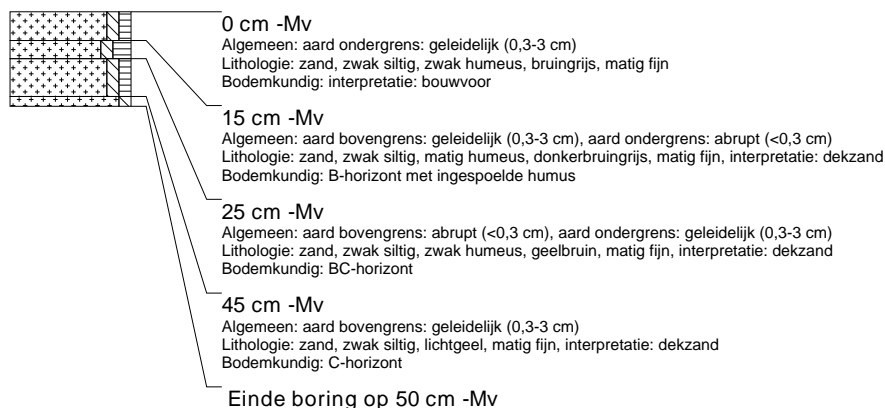 0 cm -Mv
Algemeen: aard ondergrens: geleidelijk (0,3-3 cm)
Lithologie: zand, zwak siltig, zwak humeus, bruingrijs, matig fijn
Bodemkundig: interpretatie: bouwvoor
15 cm -Mv
Algemeen: aard bovengrens: geleidelijk (0,3-3 cm), aard ondergrens: abrupt (<0,3 cm)
Lithologie: zand, zwak siltig, matig humeus, donkerbruingrijs, matig fijn, interpretatie: dekzand
Bodemkundig: B-horizont met ingespoelde humus
25 cm -Mv
Algemeen: aard bovengrens: abrupt (<0,3 cm), aard ondergrens: geleidelijk (0,3-3 cm)
Lithologie: zand, zwak siltig, zwak humeus, geelbruin, matig fijn, interpretatie: dekzand
Bodemkundig: BC-horizont
45 cm -Mv
Algemeen: aard bovengrens: geleidelijk (0,3-3 cm)
Lithologie: zand, zwak siltig, lichtgeel, matig fijn, interpretatie: dekzand
Bodemkundig: C-horizont
Einde boring op 50 cm -Mv